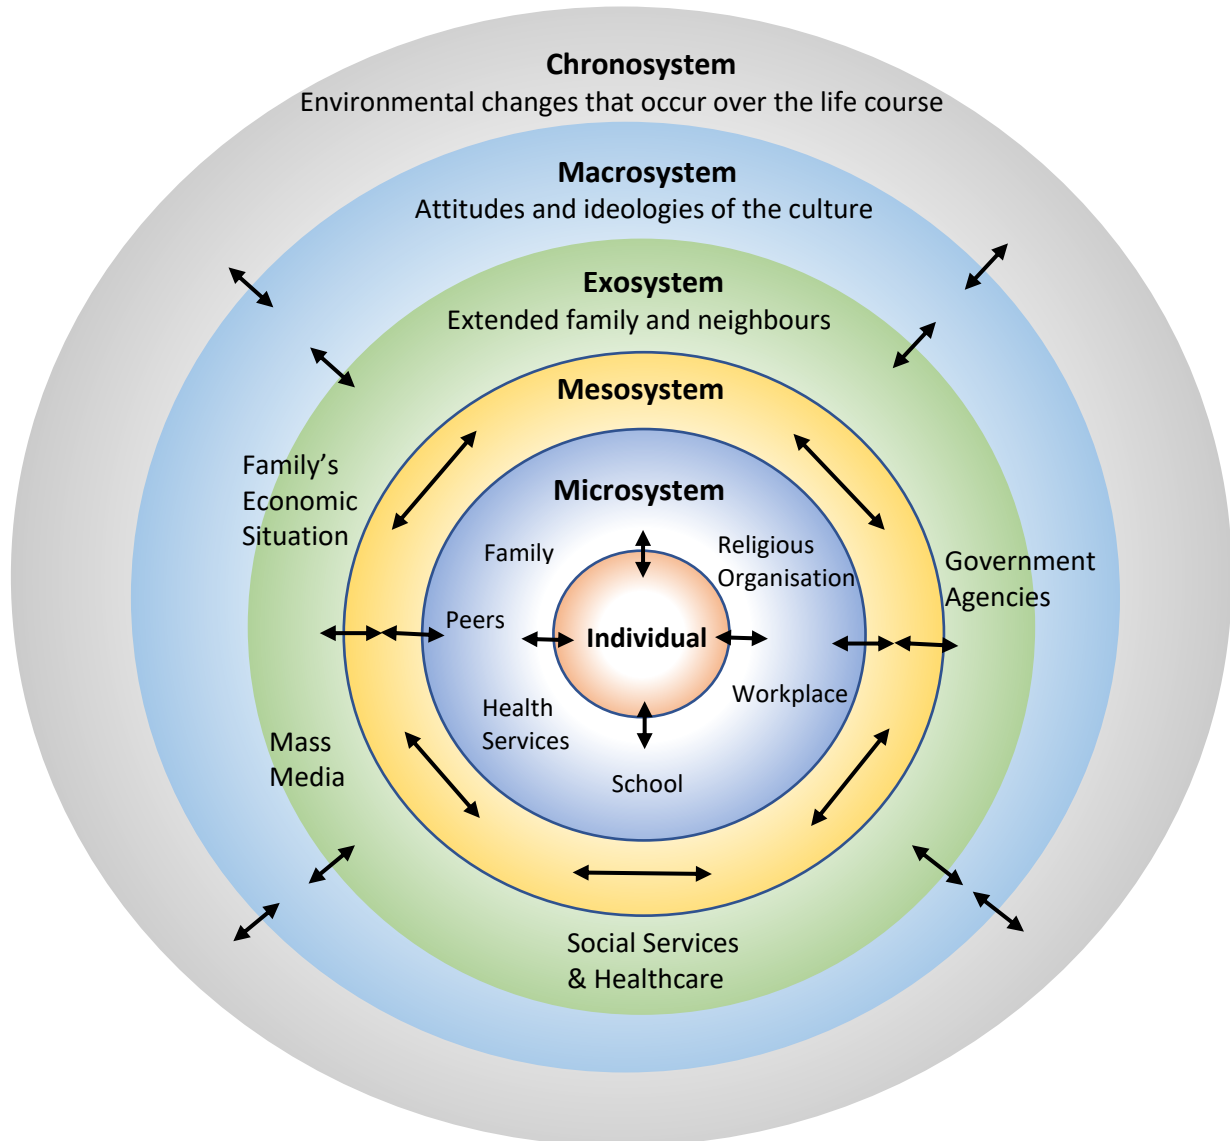 Chronosystem
Environmental changes that occur over the life course
Macrosystem
Attitudes and ideologies of the culture
Exosystem
Extended family and neighbours
Mesosystem
Family’s
Economic
Situation
Microsystem
Family
Religious
Organisation
Government
Agencies
Peers
Individual
Health
Services
Workplace
Mass
Media
School
Social Services
& Healthcare